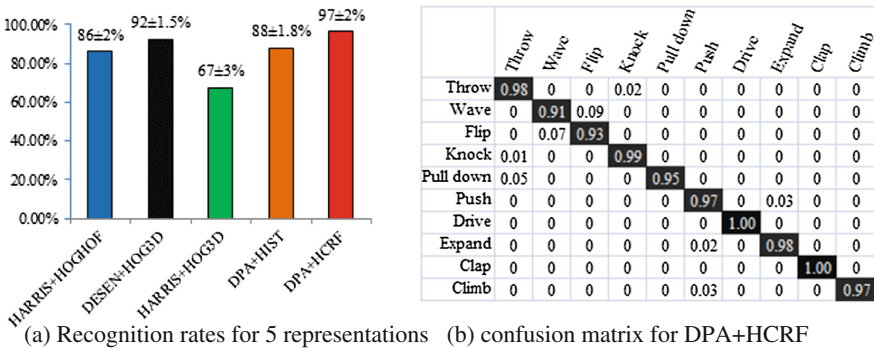 100.00%
80.00%
60.00%
40.00%
20.00%
0.00%
86±2%
92±1.5%
67±3%
88±1.8%
97±2%
HARRIS+HOGHOF
DESEN+HOG3D
HARRIS+HOG3D
DPA+HIST
DPA+HCRF
(a) Recognition rates for 5 representations
Throw Wave Flip Knock Pull down Push Drive Expand Clap Climb
Throw 0.98 0 0 0.02 0 0 0 0 0 0
Wave 0 0.91 0.09 0 0 0 0 0 0 0
Flip 0 0.07 0.93 0 0 0 0 0 0 0
Knock 0.01 0 0 0.99 0 0 0 0 0 0
Pull down 0.05 0 0 0 0.95 0 0 0 0 0
Push 0 0 0 0 0 0.97 0 0.03 0 0
Drive 0 0 0 0 0 0 1.00 0 0 0
Expand 0 0 0 0 0 0.02 0 0.98 0 0
Clap 0 0 0 0 0 0 0 0 1.00 0
Climb 0 0 0 0 0 0.03 0 0 0 0.97
(b) confusion matrix for DPA+HCRF